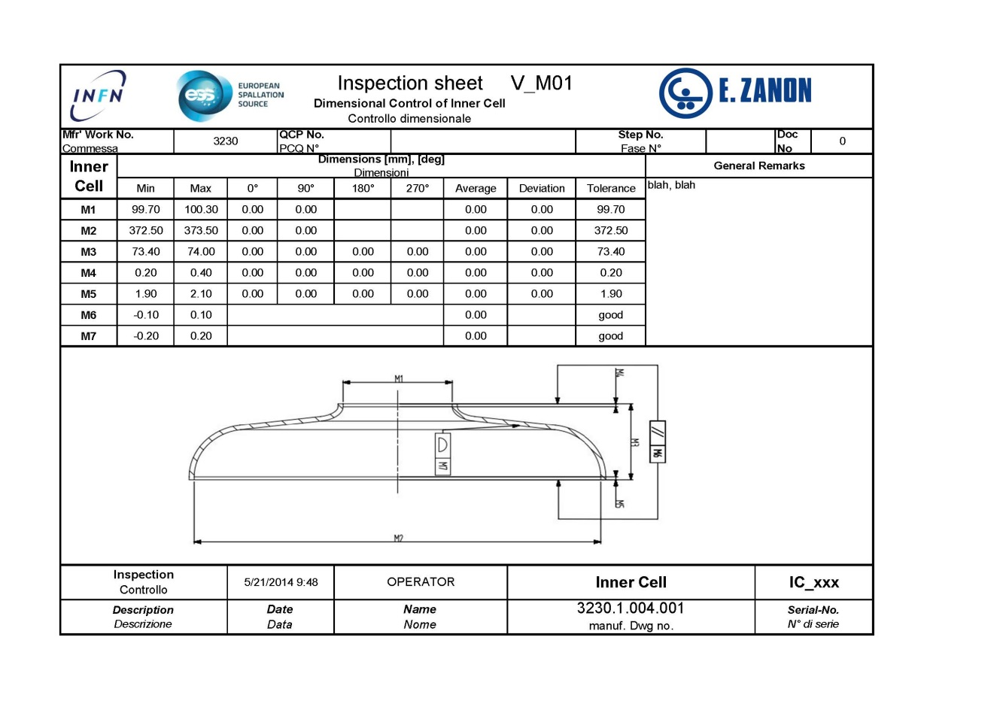 INFN
ess
EUROPEAN
SPALLATION
SOURCE
Inspection sheet V_M01
Dimensional Control of Inner Cell
Controllo dimensionale
E. ZANON
Mfr' Work No.
Commessa
3230
QCP No.
PCQ N°
Step No.
Fase N°
Doc
No
0
Inner
Cell
Dimensions [mm], [deg]
Dimensioni
General Remarks
Min Max 0° 90° 180° 270° Average Deviation Tolerance
blah, blah
M1 99.70 100.30 0.00 0.00 0.00 0.00 99.70
M2 372.50 373.50 0.00 0.00 0.00 0.00 372.50
M3 73.40 74.00 0.00 0.00 0.00 0.00 0.00 0.00 73.40
M4 0.20 0.40 0.00 0.00 0.00 0.00 0.00 0.00 0.20
M5 1.90 2.10 0.00 0.00 0.00 0.00 0.00 0.00 1.90
M6 -0.10 0.10 0.00 good
M7 -0.20 0.20 0.00 good
M1
M4
M3
M6
M7
M5
M2
Inspection
Controllo
5/21/2014 9:48
OPERATOR
Inner Cell
IC_xxx
Description
Descrizione
Date
Data
Name
Nome
3230.1.004.001
manuf. Dwg no.
Serial-No.
N° di serie